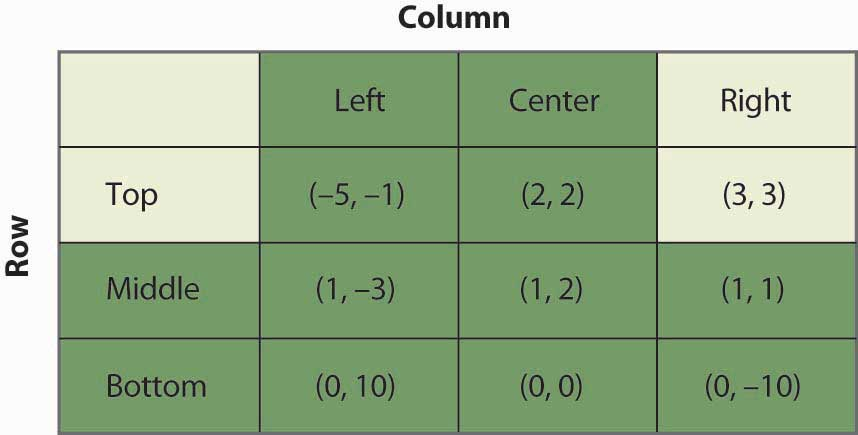 Column
Left Center Right
Row
Top (–5, –1) (2, 2) (3, 3)
Middle (1, –3) (1, 2) (1, 1)
Bottom (0, 10) (0, 0) (0, –10)